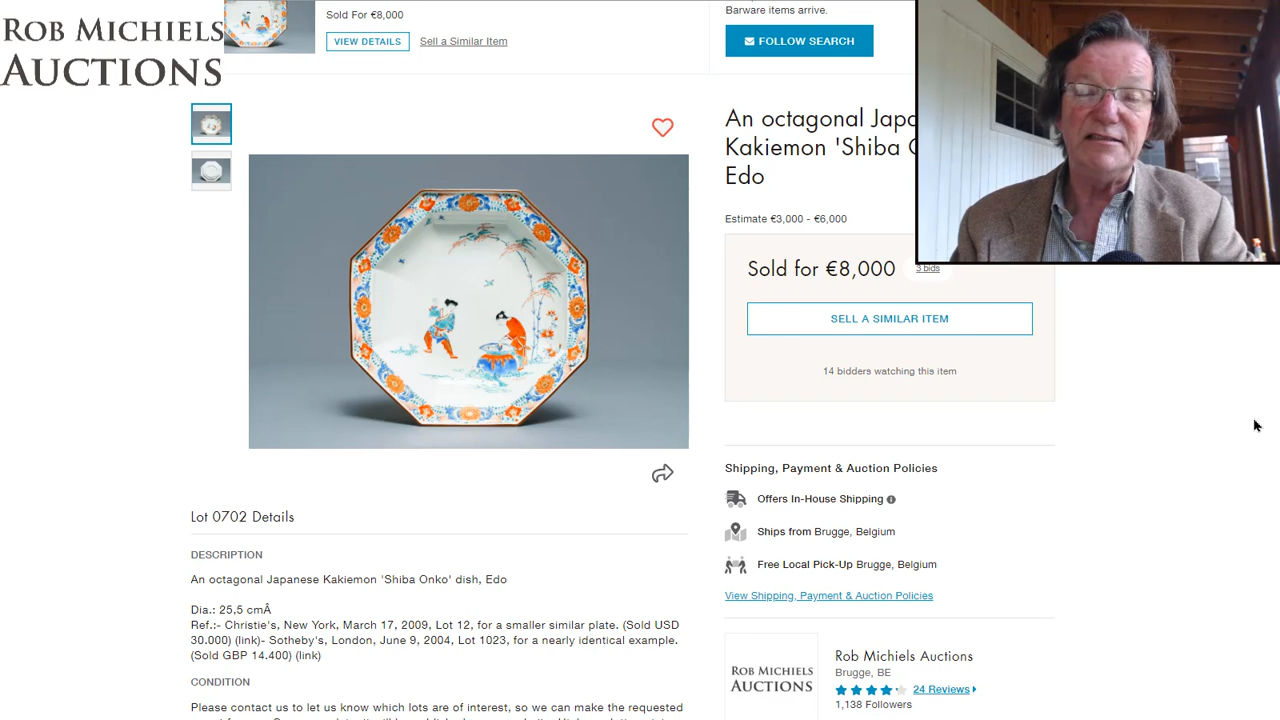 ROB MICHIELS
AUCTIONS
Sold For €8,000
VIEW DETAILS
Sell a Similar Item
Barware items arrive.
FOLLOW SEARCH
An octagonal
Kakiemon 'Shiba
Edo
Estimate €3,000 - €6,000
Sold for €8,000
3 bids
SELL A SIMILAR ITEM
14 bidders watching this item
Lot 0702 Details
DESCRIPTION
An octagonal Japanese Kakiemon 'Shiba Onko' dish, Edo
Dia.: 25,5 cmÂ
Ref.:- Christie's, New York, March 17, 2009, Lot 12, for a smaller similar plate. (Sold USD
30.000) (link)- Sotheby's, London, June 9, 2004, Lot 1023, for a nearly identical example.
(Sold GBP 14.400) (link)
CONDITION
Please contact us to let us know which lots are of interest, so we can make the requested
Shipping, Payment & Auction Policies
Offers In-House Shipping
Ships from Brugge, Belgium
Free Local Pick-Up Brugge, Belgium
View Shipping, Payment & Auction Policies
ROB MICHIELS
AUCTIONS
Rob Michiels Auctions
Brugge, BE
24 Reviews
1,138 Followers